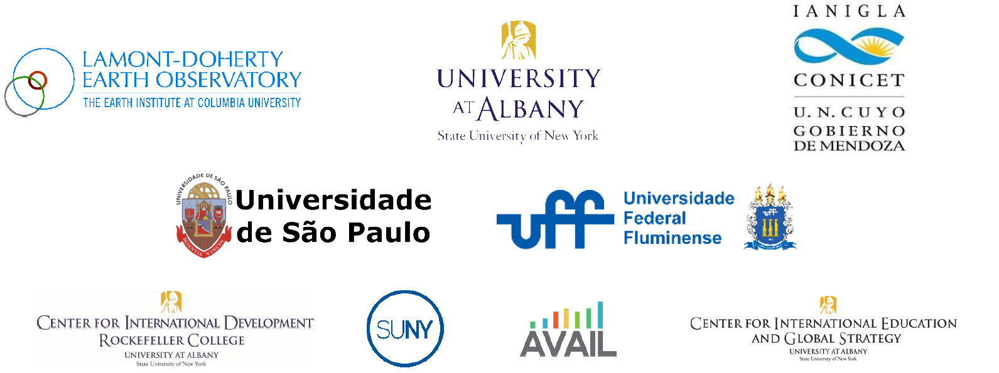 LAMONT-DOHERTY
EARTH OBSERVATORY
THE EARTH INSTITUTE AT COLUMBIA UNIVERSITY
UNIVERSITY
AT ALBANY
State University of New York
IANIGLA
CONICET
U. N. CUYO
GOBIERNO
DE MENDOZA
UNIVERSIDADE DE SÃO PAULO
SCIENTIA VINCES
Universidade
de São Paulo
uff
Universidade
Federal
Fluminense
uff
CENTER FOR INTERNATIONAL DEVELOPMENT
ROCKEFELLER COLLEGE
UNIVERSITY AT ALBANY
State University of New York
SUNY
AVAIL
CENTER FOR INTERNATIONAL EDUCATION
AND GLOBAL STRATEGY
UNIVERSITY AT ALBANY
State University of New York